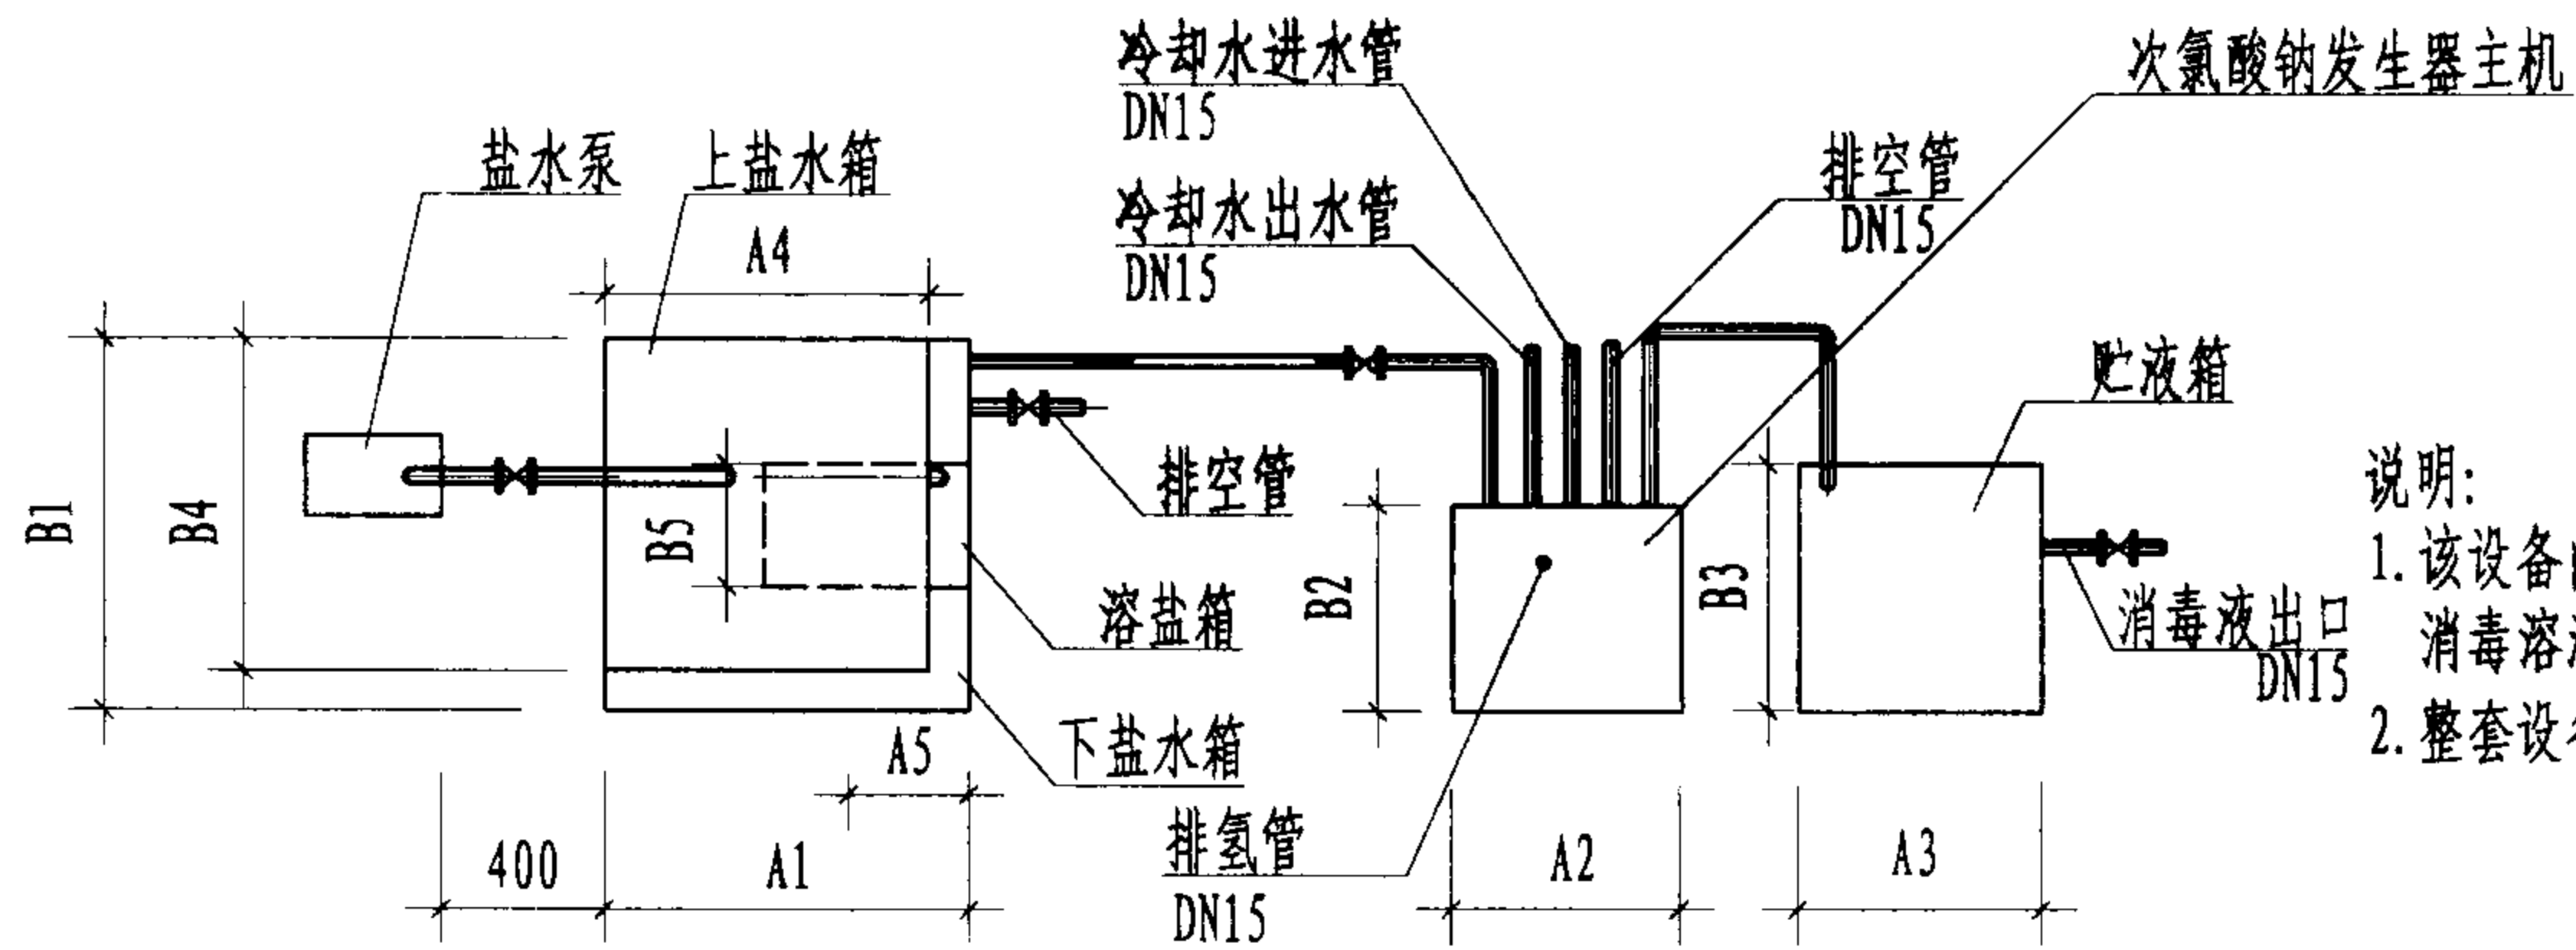 冷却水进水管
DN15
次氯酸钠发生器主机
盐水泵
上盐水箱
排空管
DN15
冷却水出水管
DN15
A4
贮液箱
排空管
B1
B4
B5
B2
B3
说明:
1.该设备
消毒溶
2.整套设
溶盐箱
消毒液出口
DN15
下盐水箱
A5
排氢管
DN15
400
A1
A2
A3